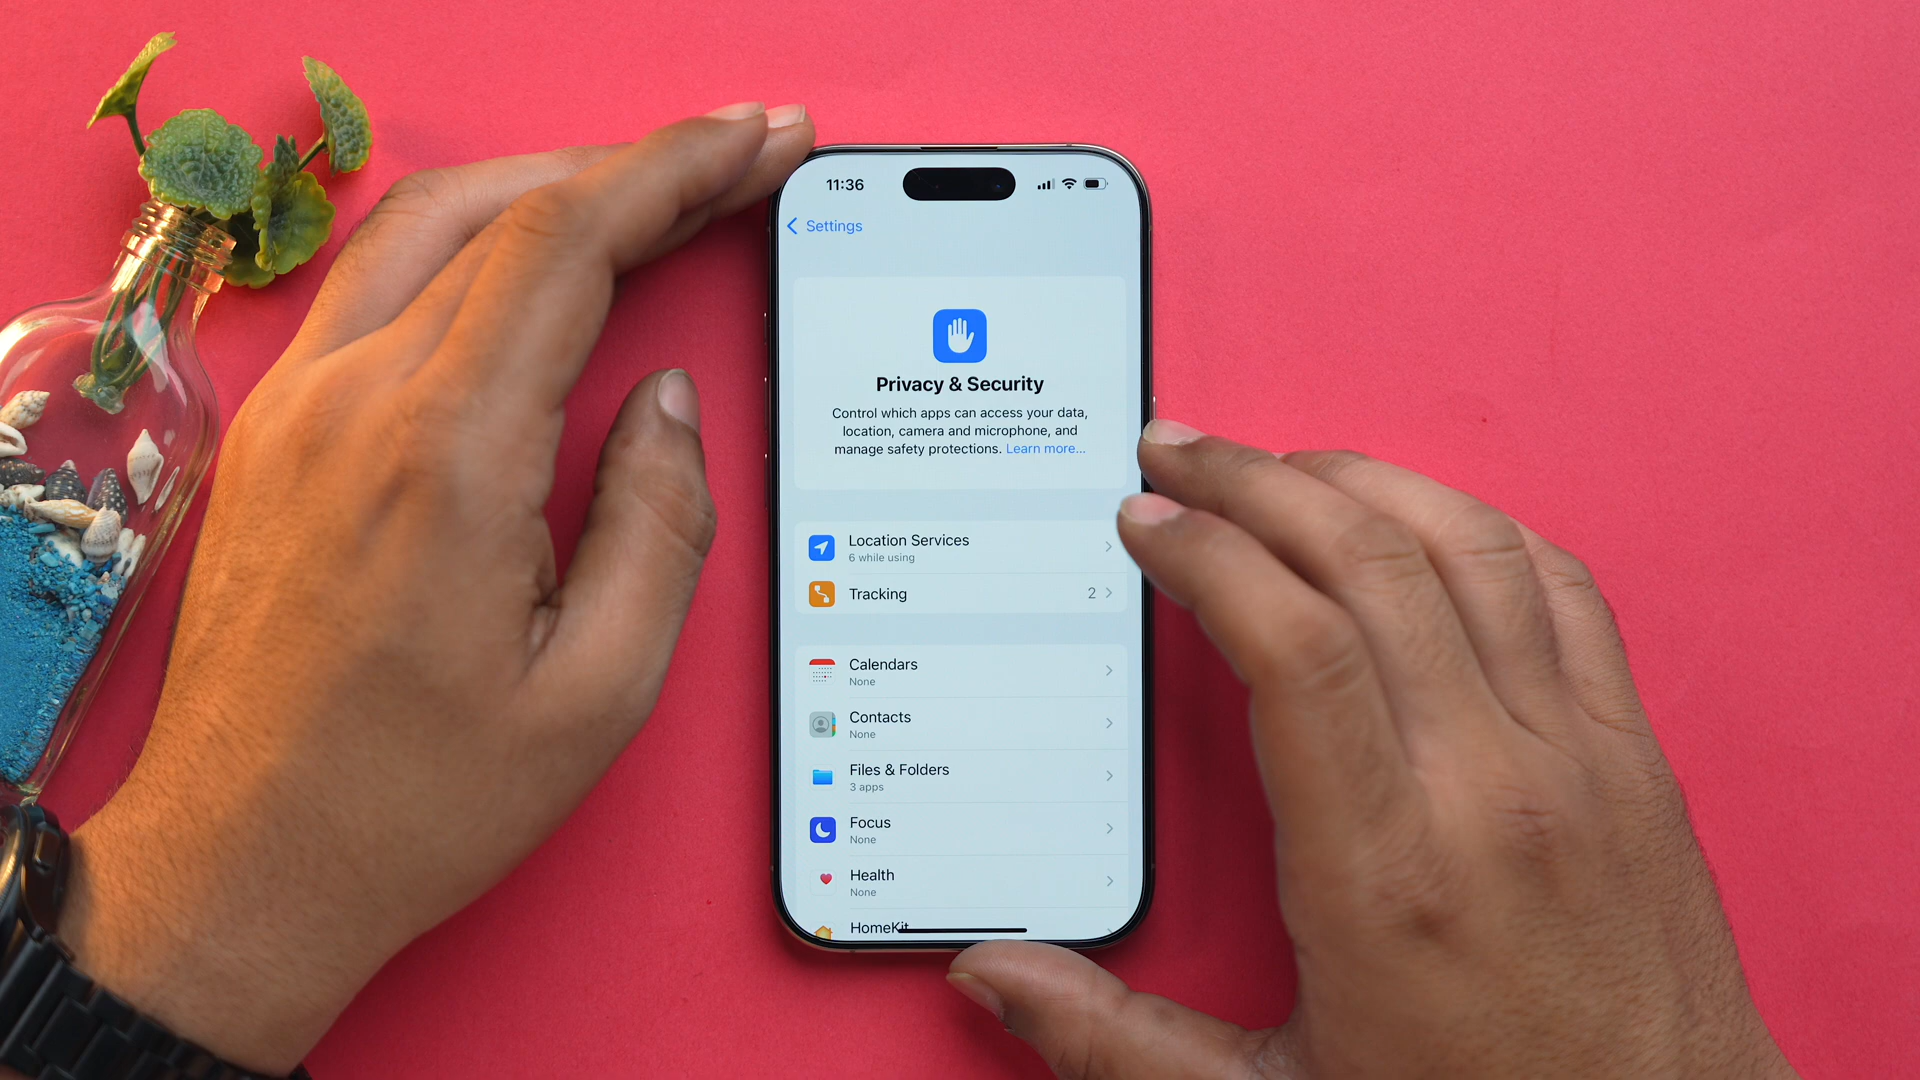 11:36
Settings
Privacy & Security
Control which apps can access your data,
location, camera and microphone, and
manage safety protections. Learn more...
Location Services
6 while using
Tracking
2
Calendars
None
Contacts
None
Files & Folders
3 apps
Focus
None
Health
None
HomeKit